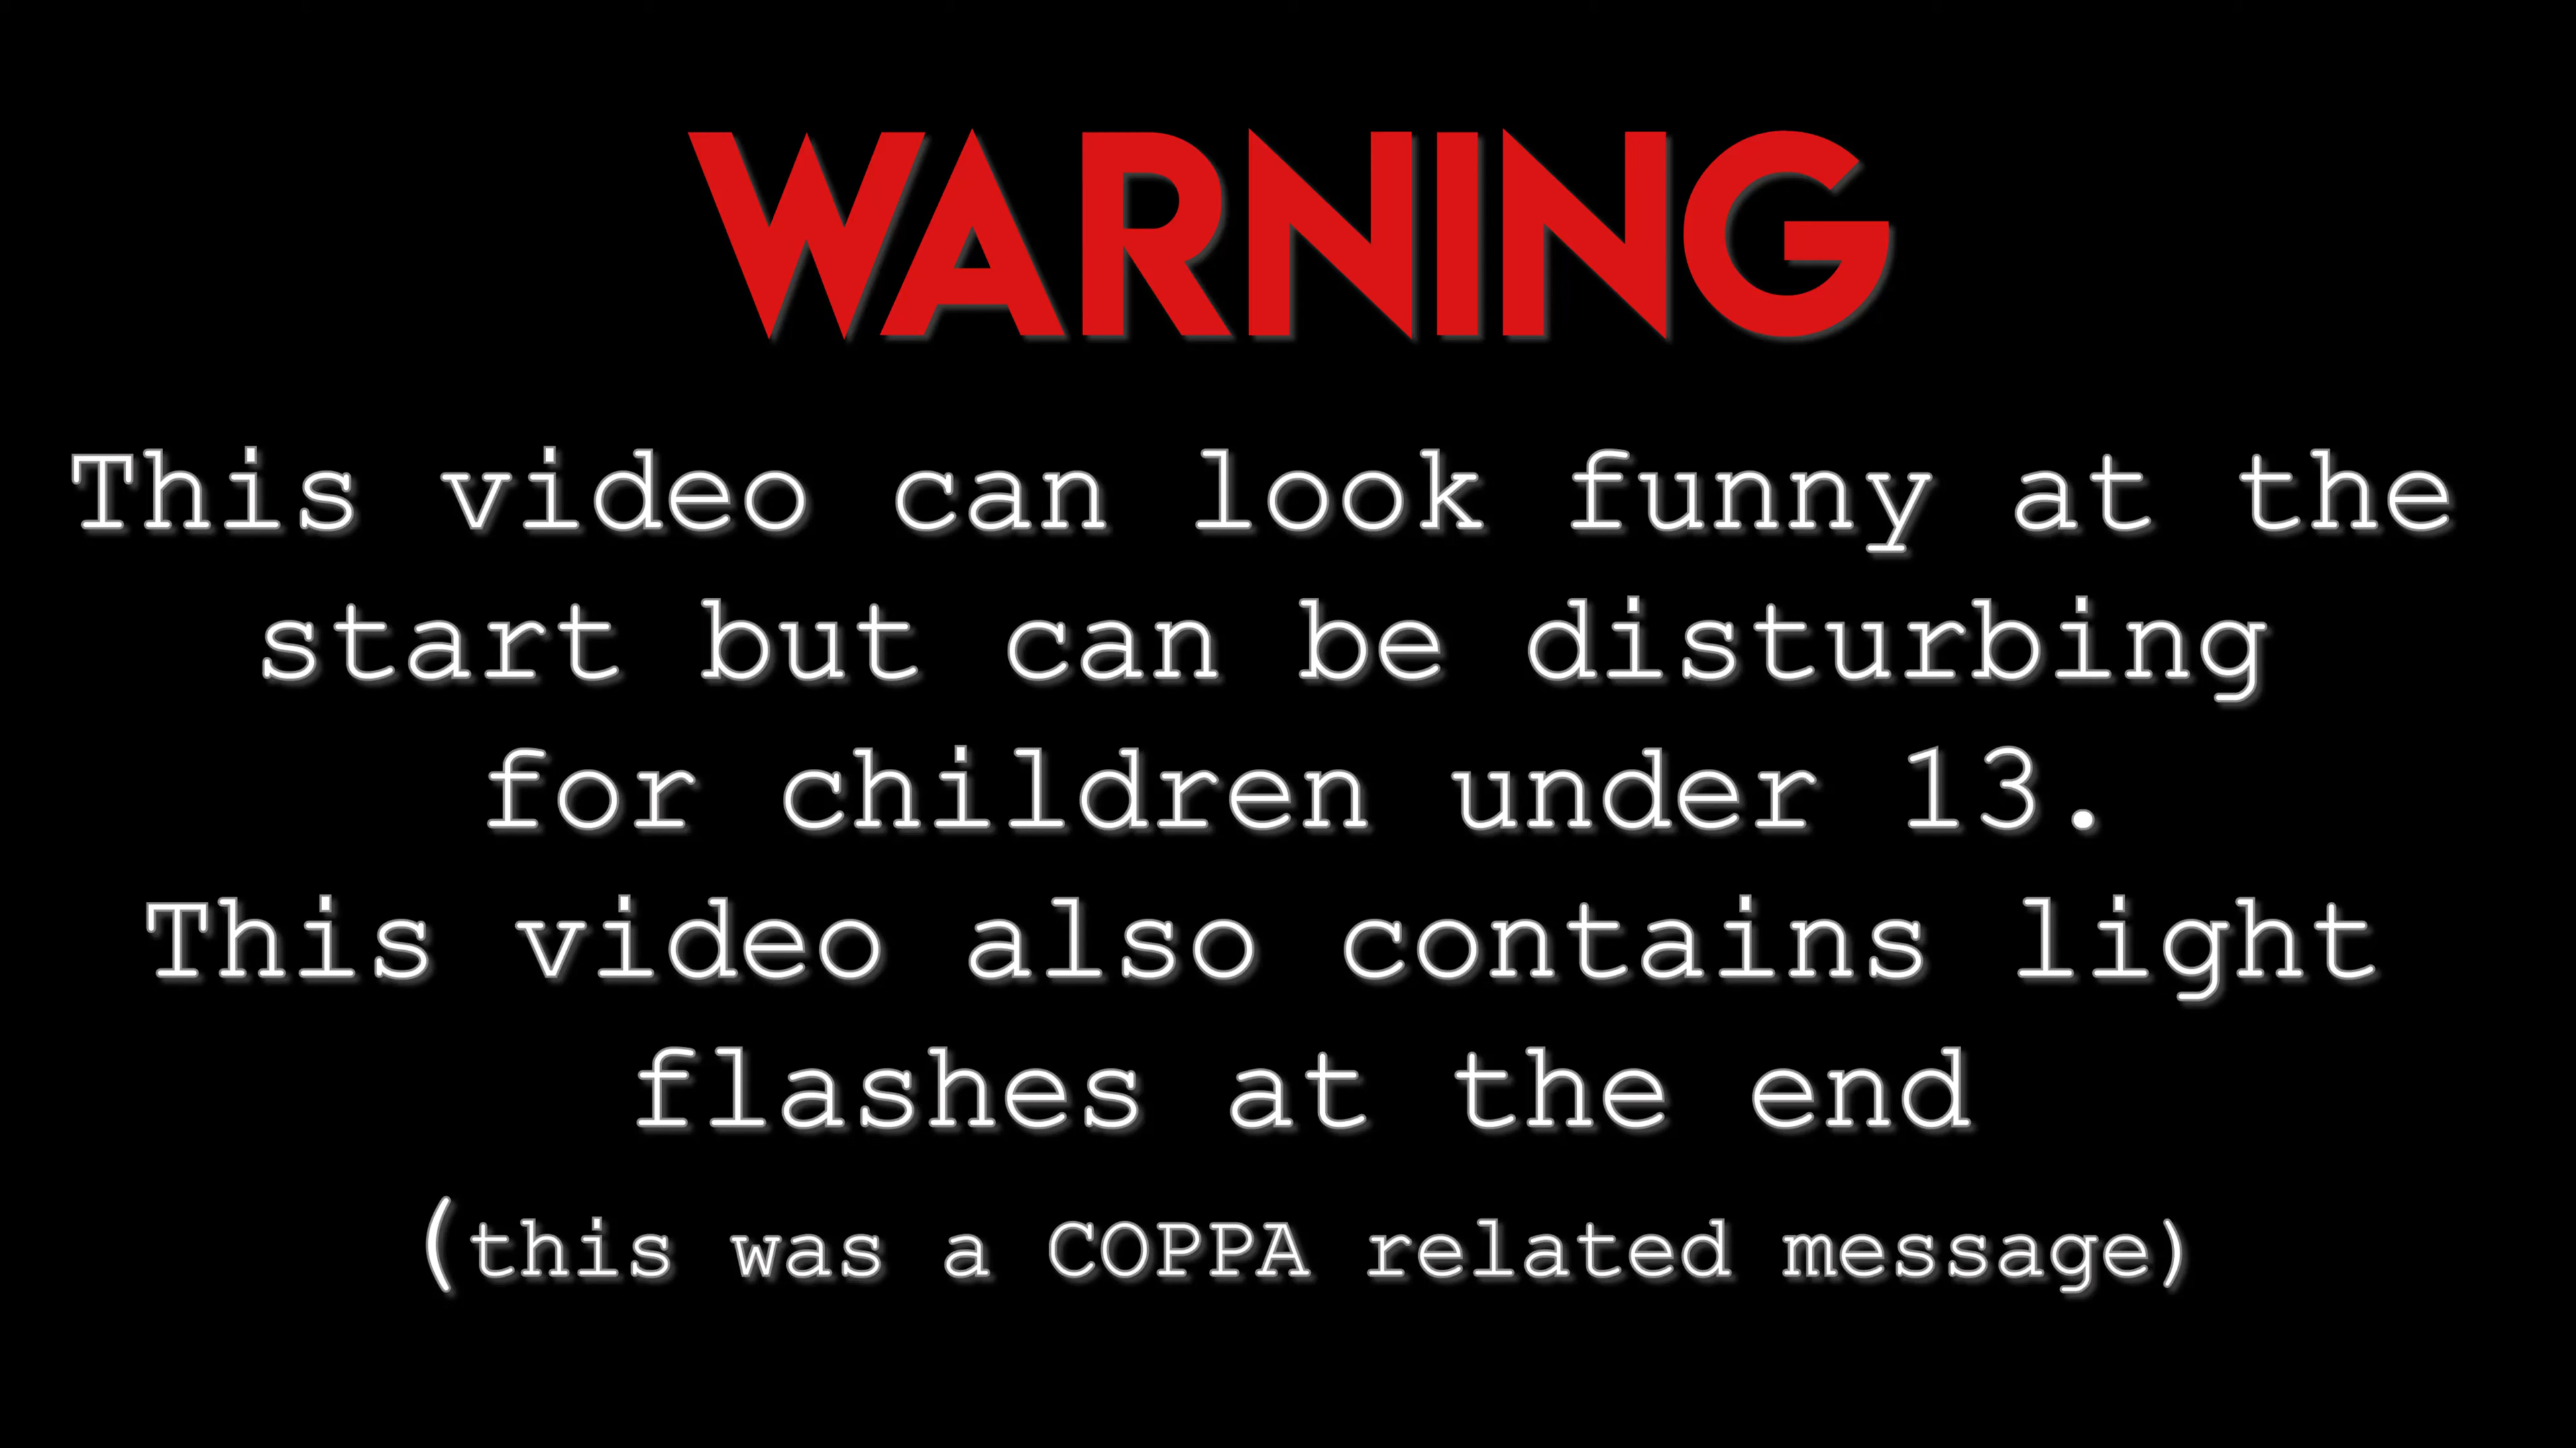 WARNING
This video can look funny at the
start but can be disturbing
for children under 13.
This video also contains light
flashes at the end
(this was a COPPA related message)